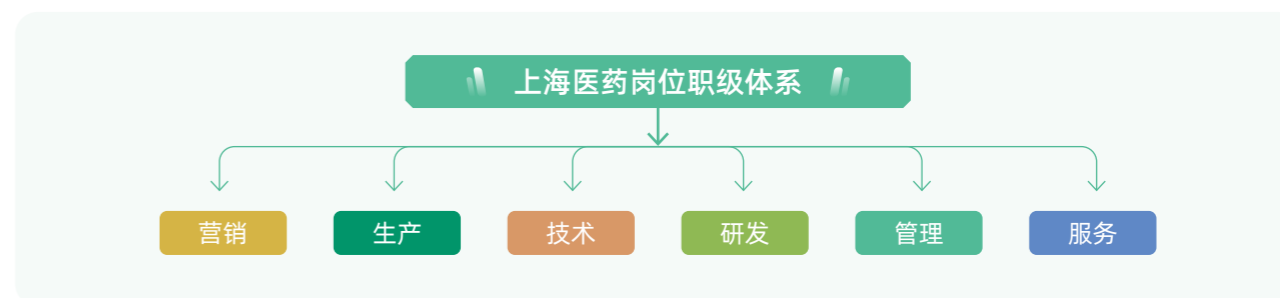 上海医药岗位职级体系
营销 生产 技术 研发 管理 服务